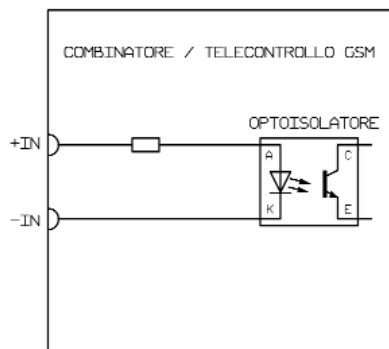 COMBINATORE / TELECONTROLLO GSM
OPTOISOLATORE
+IN
A
C
K
E
-IN